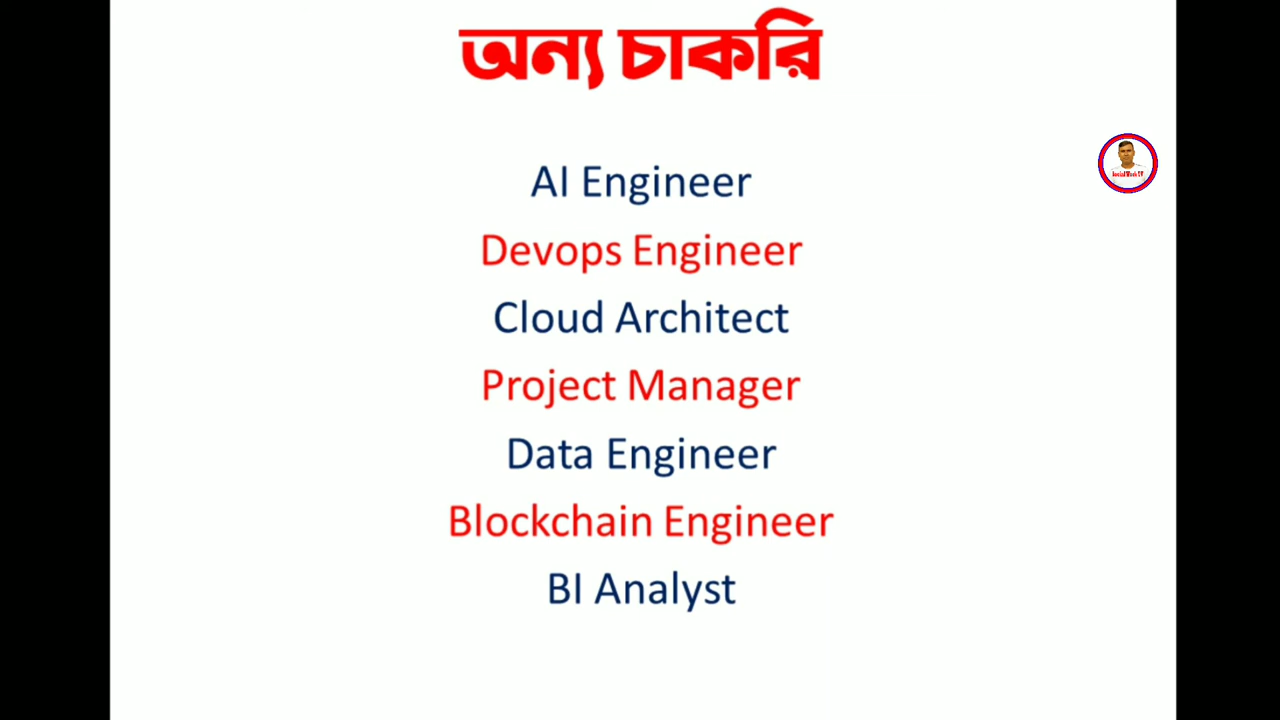 অন্য চাকরি
AI Engineer
Devops Engineer
Cloud Architect
Project Manager
Data Engineer
Blockchain Engineer
BI Analyst